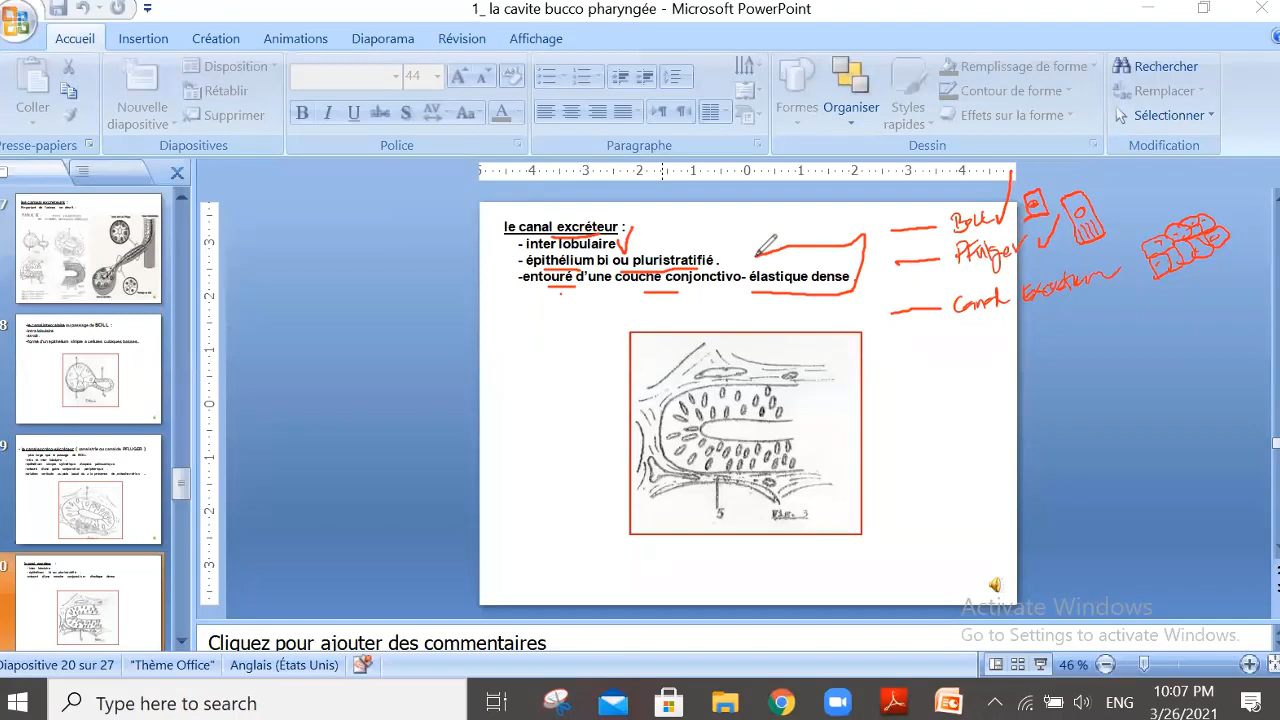 1_ la cavite bucco pharyngée - Microsoft PowerPoint
Accueil Insertion Création Animations Diaporama Révision Affichage
Coller
Presse-papiers
Nouvelle diapositive
Disposition
Rétablir
Supprimer
Diapositives
44
Police
Paragraphe
Formes
Organiser
Styles rapides
Remplissage de forme
Contour de forme
Effets sur la forme
Dessin
Rechercher
Remplacer
Sélectionner
Modification
le canal excréteur :
- inter lobulaire
- épithélium bi ou pluristratifié .
-entouré d'une couche conjonctivo- élastique dense .
Boll
Pflüger
Canal Excréteur
5
Activate Windows
Go to Settings to activate Windows.
Cliquez pour ajouter des commentaires
Diapositive 20 sur 27 "Thème Office" Anglais (États Unis) 46 %
Type here to search
ENG
10:07 PM
3/26/2021